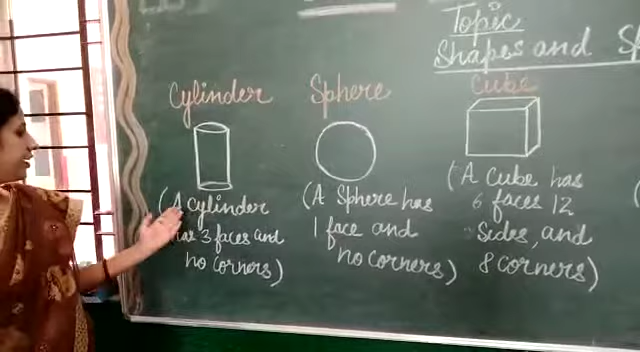 Topic
Shapes and
Cylinder
(A cylinder
has 3 faces and
no corners)
Sphere
(A Sphere has
1 face and
no corners)
Cube
(A Cube has
6 faces 12
Sides, and
8 corners)